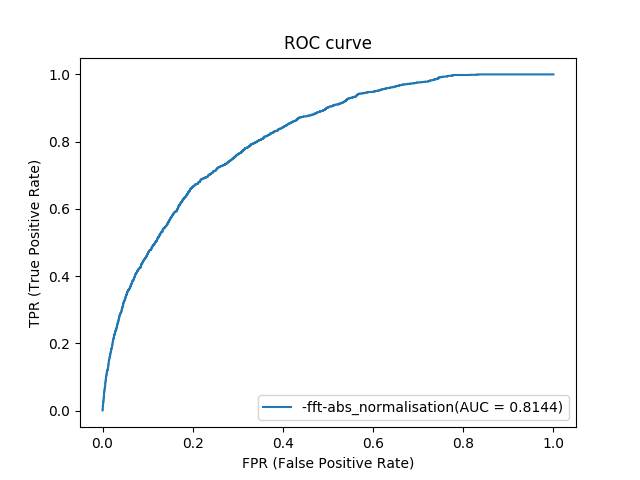 ROC curve
TPR (True Positive Rate)
1.0
0.8
0.6
0.4
0.2
0.0
-fft-abs_normalisation(AUC = 0.8144)
0.0 0.2 0.4 0.6 0.8 1.0
FPR (False Positive Rate)